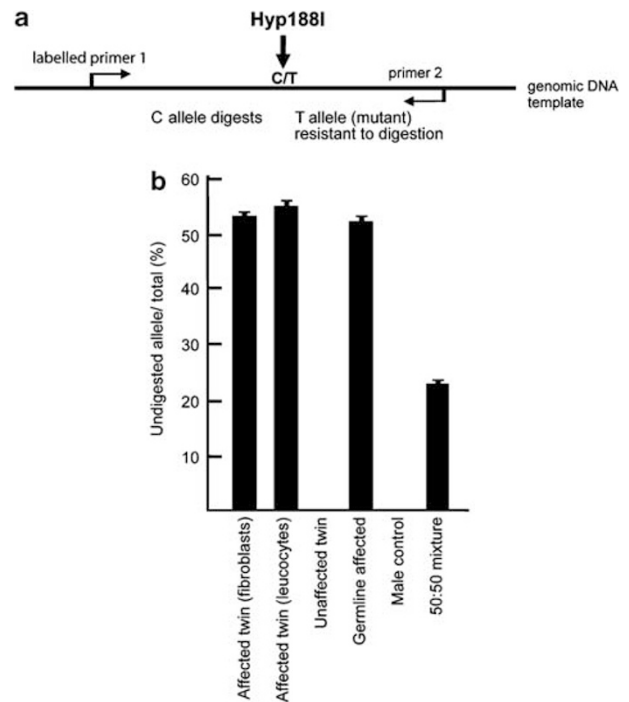 a
Hyp188I
labelled primer 1
C/T
primer 2
genomic DNA
template
C allele digests
T allele (mutant)
resistant to digestion
b
Undigested allele/ total (%)
60
50
40
30
20
10
Affected twin (fibroblasts)
Affected twin (leucocytes)
Unaffected twin
Germline affected
Male control
50:50 mixture